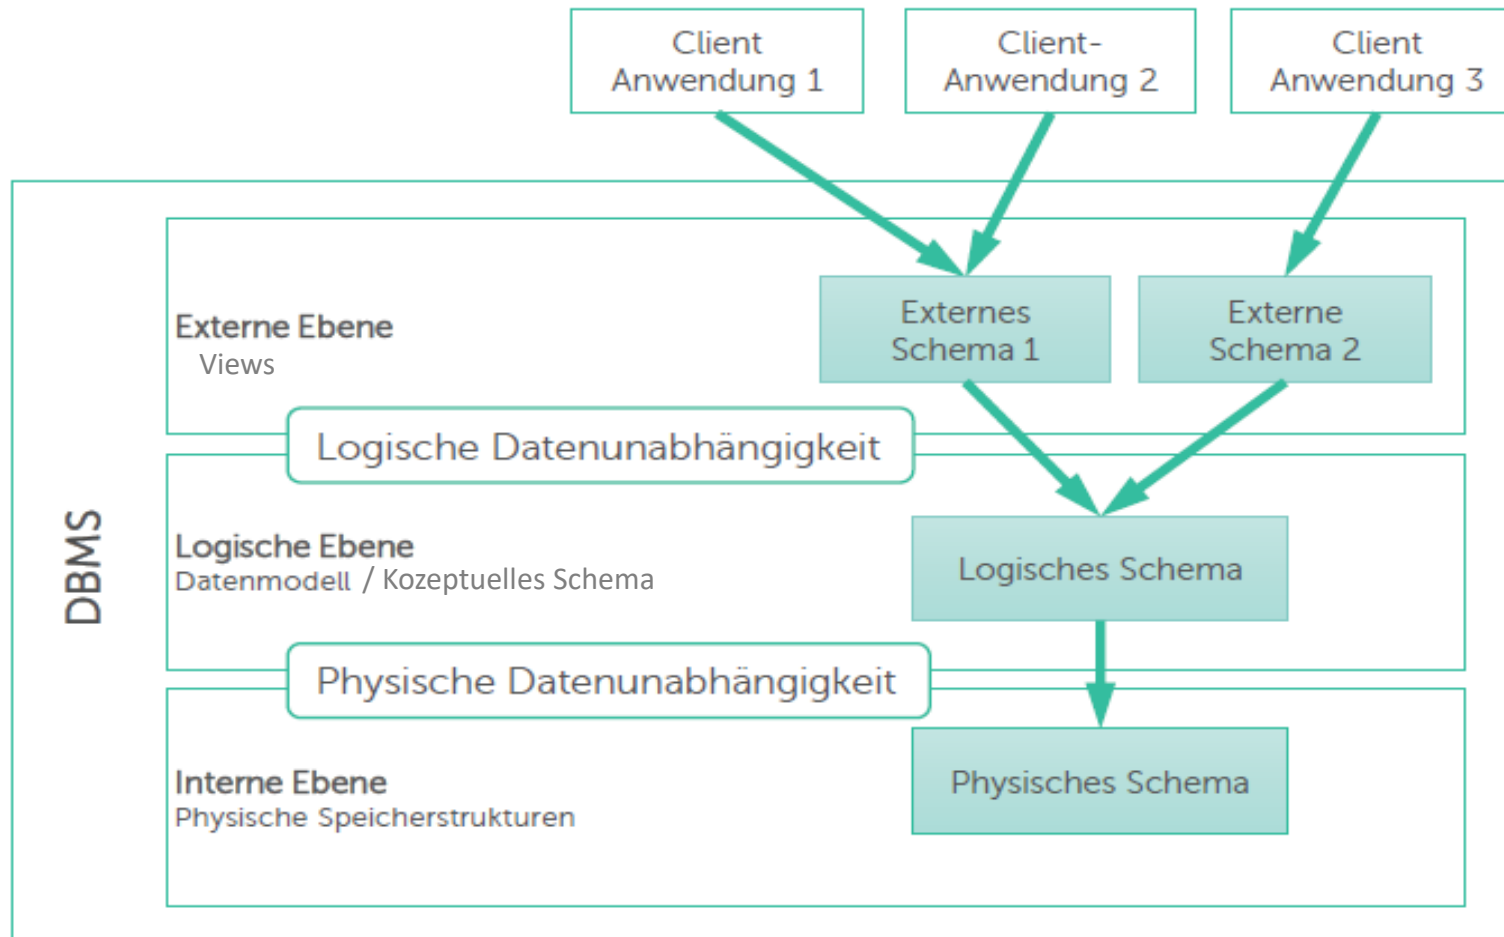 Client
Anwendung 1
Client-
Anwendung 2
Client
Anwendung 3
DBMS
Externe Ebene
Views
Externes
Schema 1
Externe
Schema 2
Logische Datenunabhängigkeit
Logische Ebene
Datenmodell / Kozeptuelles Schema
Logisches Schema
Physische Datenunabhängigkeit
Interne Ebene
Physische Speicherstrukturen
Physisches Schema